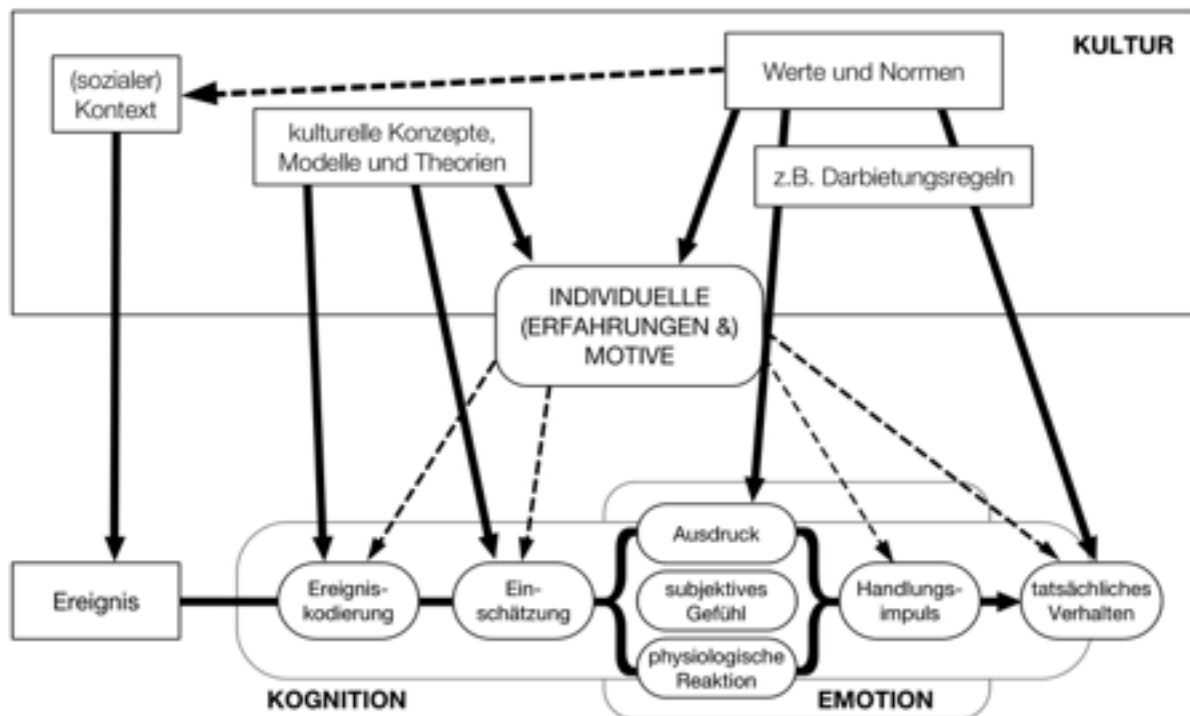 KULTUR
(sozialer)
Kontext
Werte und Normen
kulturelle Konzepte,
Modelle und Theorien
z.B. Darbietungsregeln
INDIVIDUELLE
(ERFAHRUNGEN &)
MOTIVE
Ereignis
Ereignis-
kodierung
Ein-
schätzung
Ausdruck
subjektives
Gefühl
physiologische
Reaktion
Handlungs-
impuls
tatsächliches
Verhalten
KOGNITION
EMOTION